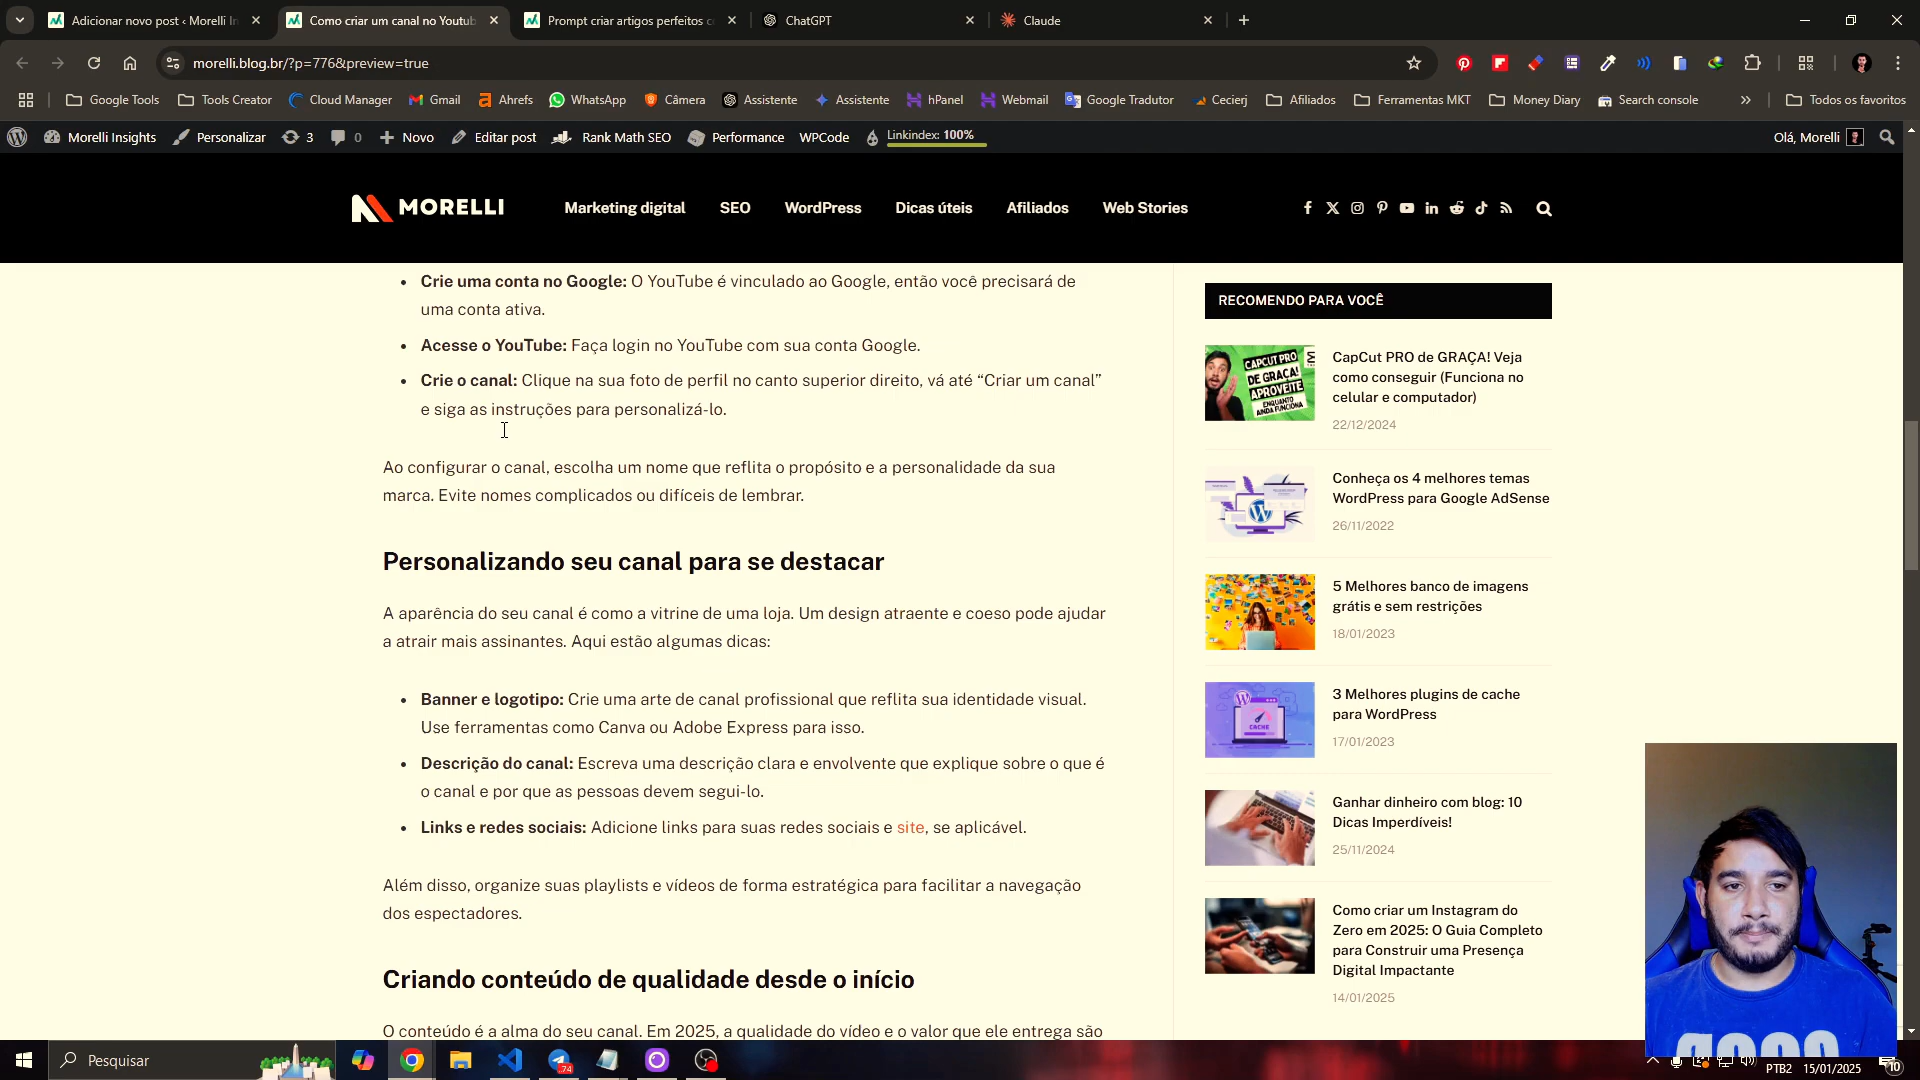 Adicionar novo post ‹ Morelli In
Como criar um canal no Youtub
Prompt criar artigos perfeitos c
ChatGPT
Claude
morelli.blog.br/?p=776&preview=true
Google Tools
Tools Creator
Cloud Manager
Gmail
Ahrefs
WhatsApp
Câmera
Assistente
Assistente
hPanel
Webmail
Google Tradutor
Cecierj
Afiliados
Ferramentas MKT
Money Diary
Search console
Todos os favoritos
Morelli Insights
Personalizar
3
0
Novo
Editar post
Rank Math SEO
Performance
WPCode
Linkindex: 100%
Olá, Morelli
MORELLI
Marketing digital
SEO
WordPress
Dicas úteis
Afiliados
Web Stories
Crie uma conta no Google: O YouTube é vinculado ao Google, então você precisará de
uma conta ativa.
Acesse o YouTube: Faça login no YouTube com sua conta Google.
Crie o canal: Clique na sua foto de perfil no canto superior direito, vá até “Criar um canal”
e siga as instruções para personalizá-lo.
Ao configurar o canal, escolha um nome que reflita o propósito e a personalidade da sua
marca. Evite nomes complicados ou difíceis de lembrar.
Personalizando seu canal para se destacar
A aparência do seu canal é como a vitrine de uma loja. Um design atraente e coeso pode ajudar
a atrair mais assinantes. Aqui estão algumas dicas:
Banner e logotipo: Crie uma arte de canal profissional que reflita sua identidade visual.
Use ferramentas como Canva ou Adobe Express para isso.
Descrição do canal: Escreva uma descrição clara e envolvente que explique sobre o que é
o canal e por que as pessoas devem segui-lo.
Links e redes sociais: Adicione links para suas redes sociais e site, se aplicável.
Além disso, organize suas playlists e vídeos de forma estratégica para facilitar a navegação
dos espectadores.
Criando conteúdo de qualidade desde o início
O conteúdo é a alma do seu canal. Em 2025, a qualidade do vídeo e o valor que ele entrega são
RECOMENDO PARA VOCÊ
CAPCUT PRO
DE GRAÇA!
APROVEITE
ENQUANTO
AINDA FUNCIONA
CapCut PRO de GRAÇA! Veja
como conseguir (Funciona no
celular e computador)
22/12/2024
Conheça os 4 melhores temas
WordPress para Google AdSense
26/11/2022
5 Melhores banco de imagens
grátis e sem restrições
18/01/2023
CACHE
3 Melhores plugins de cache
para WordPress
17/01/2023
Ganhar dinheiro com blog: 10
Dicas Imperdíveis!
25/11/2024
Como criar um Instagram do
Zero em 2025: O Guia Completo
para Construir uma Presença
Digital Impactante
14/01/2025
Pesquisar
74
PTB2
15/01/2025
10